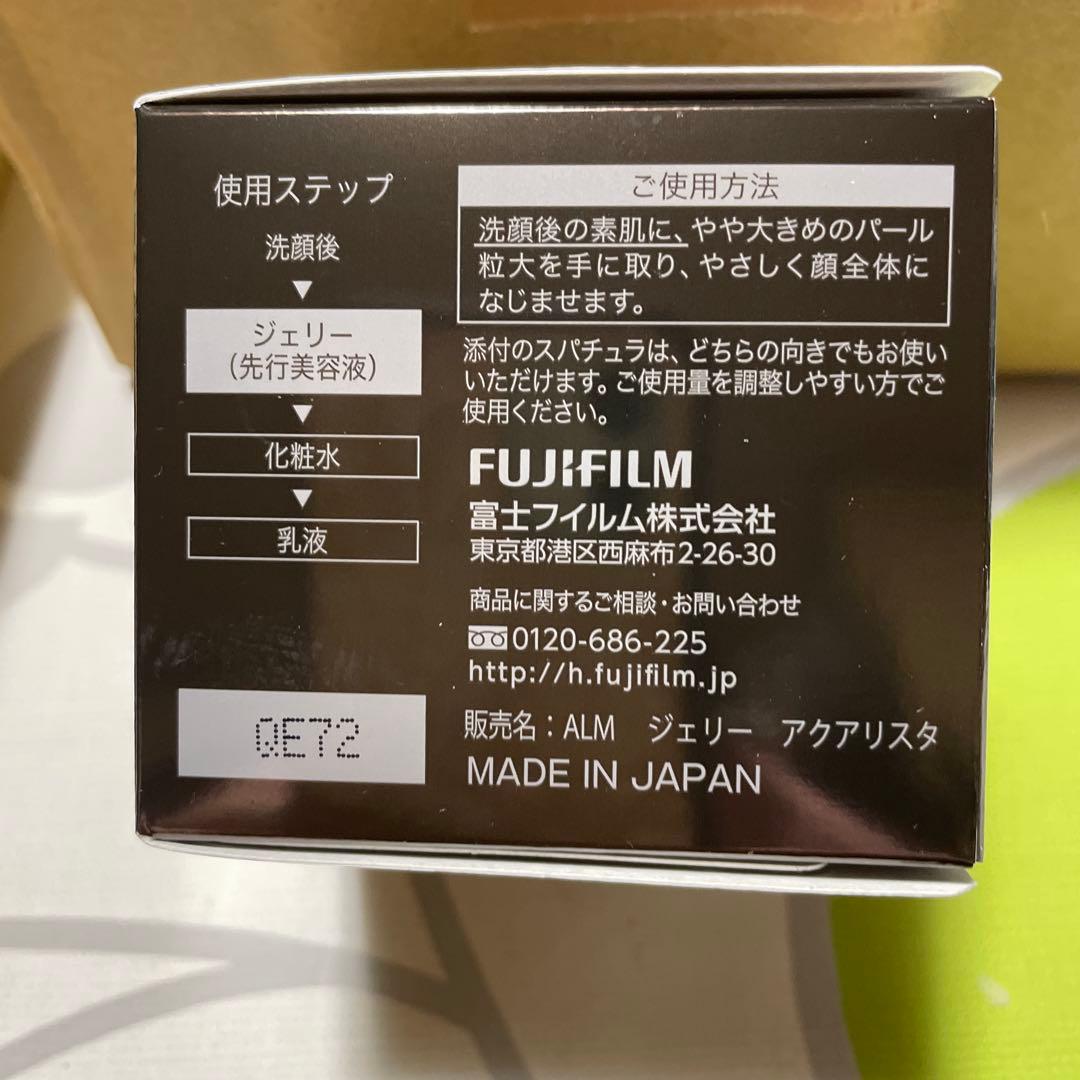 使用ステップ
洗顔後
▼
ジェリー
(先行美容液)
▼
化粧水
▼
乳液
QE72
ご使用方法
洗顔後の素肌に、やや大きめのパール
粒大を手に取り、やさしく顔全体に
なじませます。
添付のスパチュラは、どちらの向きでもお使い
いただけます。ご使用量を調整しやすい方でご
使用ください。
FUJIFILM
富士フイルム株式会社
東京都港区西麻布2-26-30
商品に関するご相談・お問い合わせ
0120-686-225
http://h.fujifilm.jp
販売名：ALM ジェリー アクアリスタ
MADE IN JAPAN